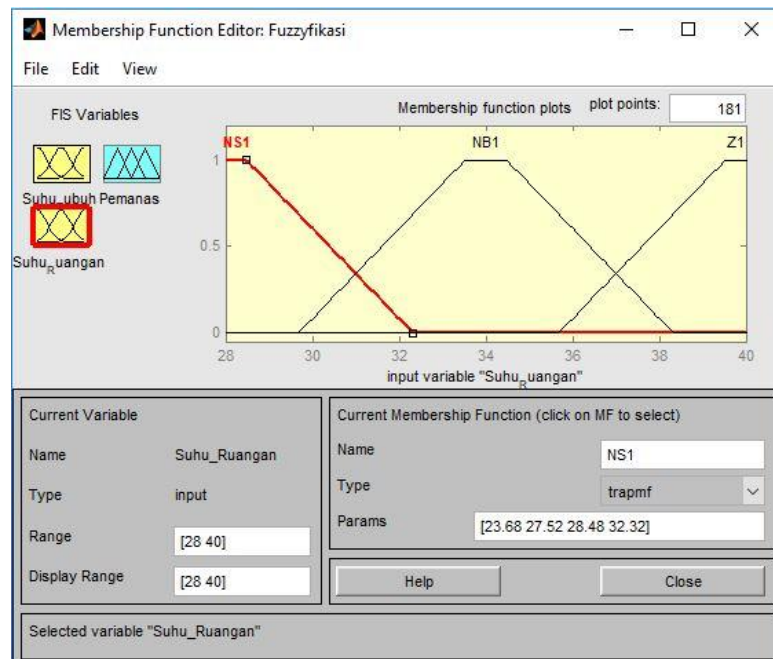 Membership Function Editor: Fuzzyfikasi
File Edit View
FIS Variables
Membership function plots plot points: 181
Suhu_Tubuh Pemanas
Suhu_Ruangan
NS1 NB1 Z1
1
0.5
0
28 30 32 34 36 38 40
input variable "Suhu_Ruangan"
Current Variable
Name Suhu_Ruangan
Type input
Range [28 40]
Display Range [28 40]
Current Membership Function (click on MF to select)
Name NS1
Type trapmf
Params [23.68 27.52 28.48 32.32]
Help Close
Selected variable "Suhu_Ruangan"